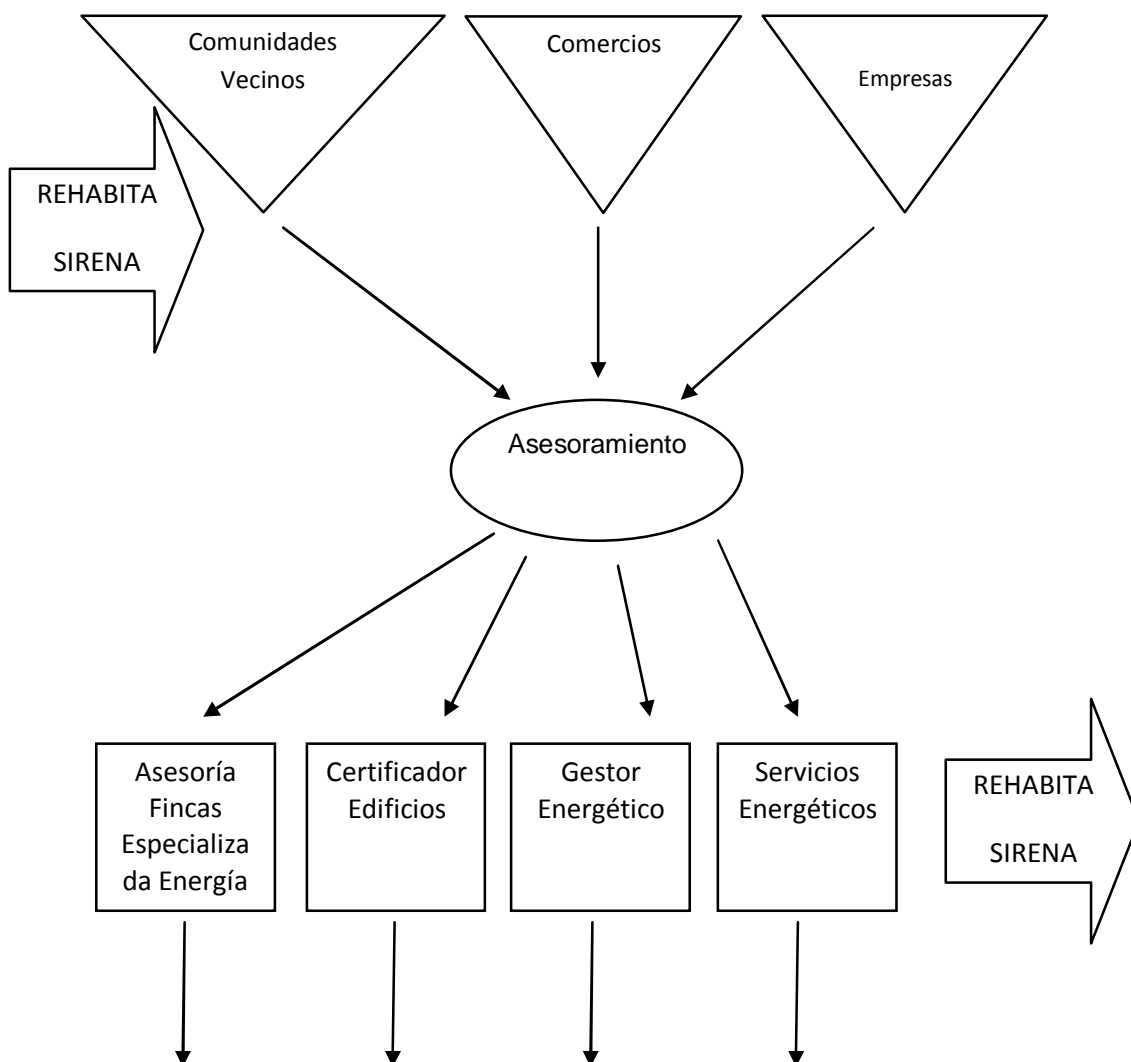 Comunidades
Vecinos
Comercios
Empresas
REHABITA
SIRENA
Asesoramiento
Asesoría
Fincas
Especializa
da Energía
Certificador
Edificios
Gestor
Energético
Servicios
Energéticos
REHABITA
SIRENA